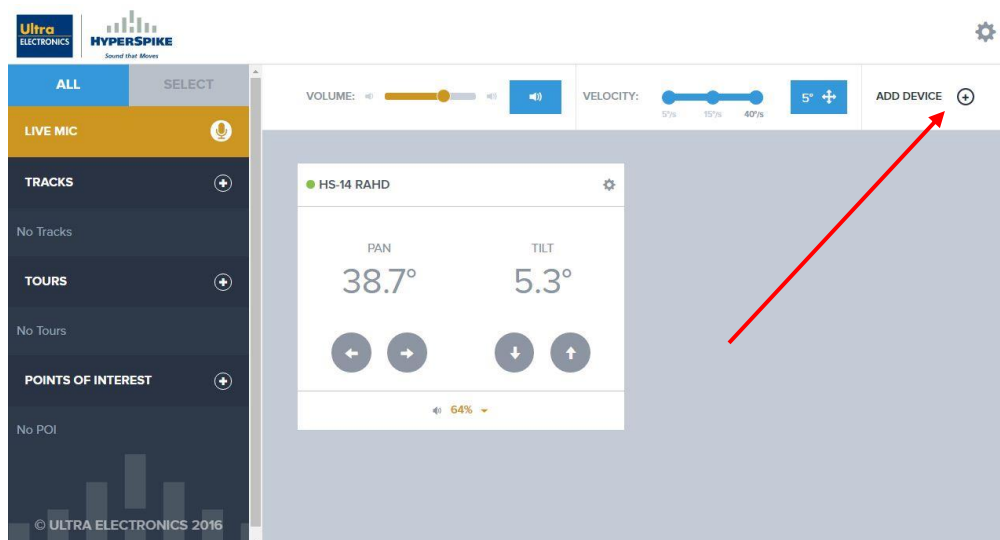 Ultra
ELECTRONICS
HYPERSPIKE
Sound that Moves
ALL SELECT
VOLUME:
VELOCITY:
5°/s 15°/s 40°/s
5°
ADD DEVICE
LIVE MIC
TRACKS
No Tracks
TOURS
No Tours
POINTS OF INTEREST
No POI
© ULTRA ELECTRONICS 2016
HS-14 RAHD
PAN TILT
38.7° 5.3°
64%